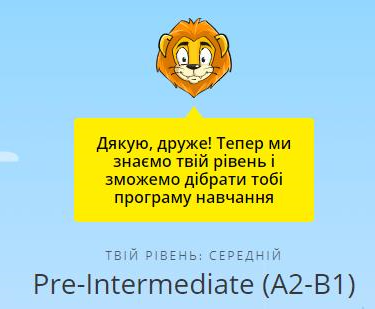 Дякую, друже! Тепер ми
знаємо твій рівень і
зможемо дібрати тобі
програму навчання
ТВІЙ РІВЕНЬ: СЕРЕДНІЙ
Pre-Intermediate (A2-B1)